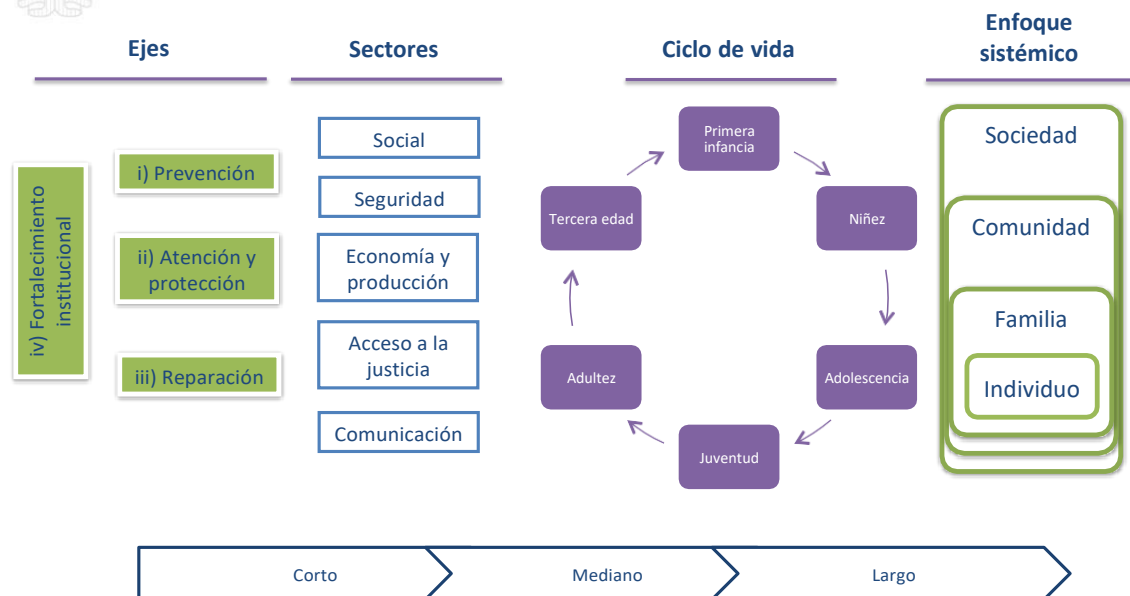 Ejes
Sectores
Ciclo de vida
Enfoque
sistémico
iv) Fortalecimiento
institucional
i) Prevención
ii) Atención y
protección
iii) Reparación
Social
Seguridad
Economía y
producción
Acceso a la
justicia
Comunicación
Primera
infancia
Niñez
Adolescencia
Juventud
Adultez
Tercera edad
Sociedad
Comunidad
Familia
Individuo
Corto
Mediano
Largo